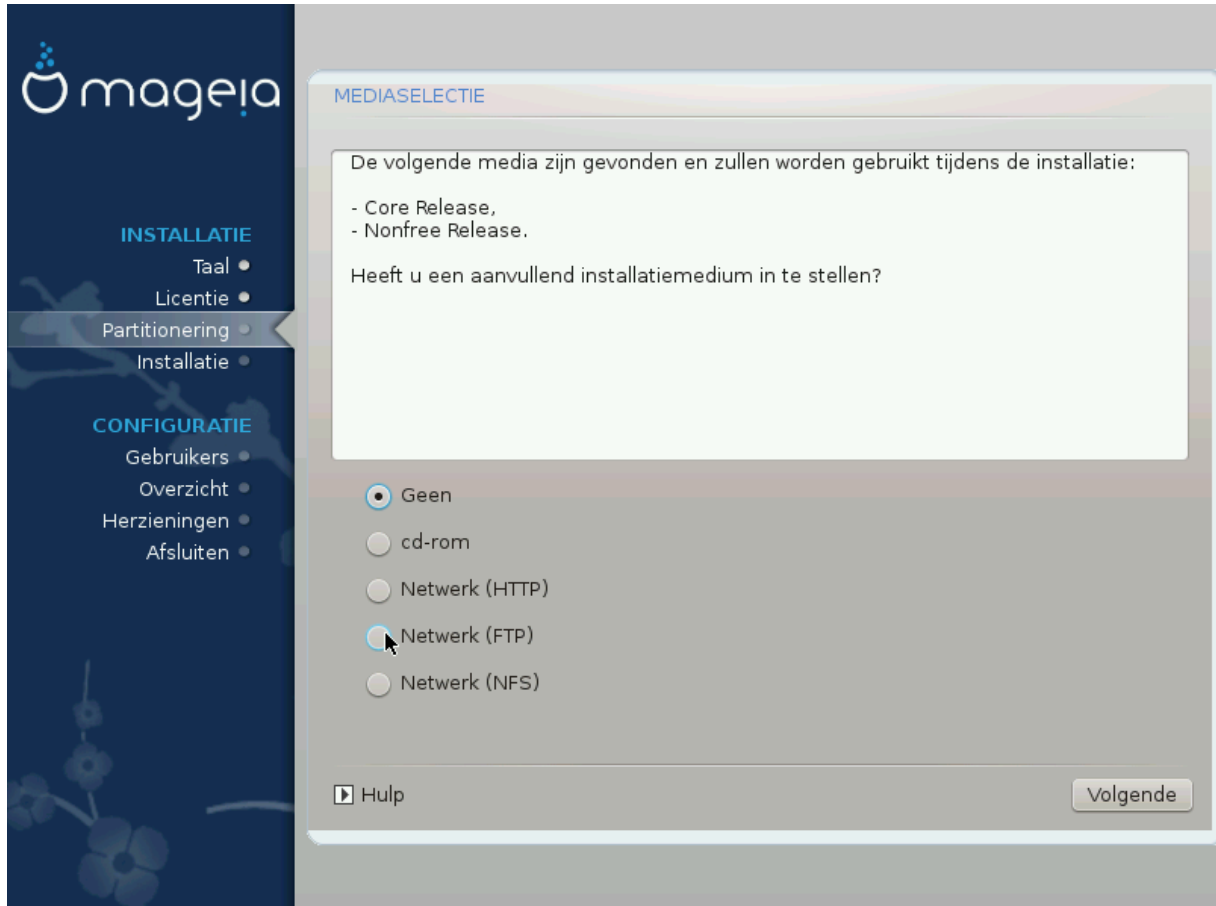 mageia
INSTALLATIE
Taal
Licentie
Partitionering
Installatie
CONFIGURATIE
Gebruikers
Overzicht
Herzieningen
Afsluiten
MEDIASELECTIE
De volgende media zijn gevonden en zullen worden gebruikt tijdens de installatie:
- Core Release,
- Nonfree Release.
Heeft u een aanvullend installatiemedium in te stellen?
Geen
cd-rom
Netwerk (HTTP)
Netwerk (FTP)
Netwerk (NFS)
Hulp
Volgende